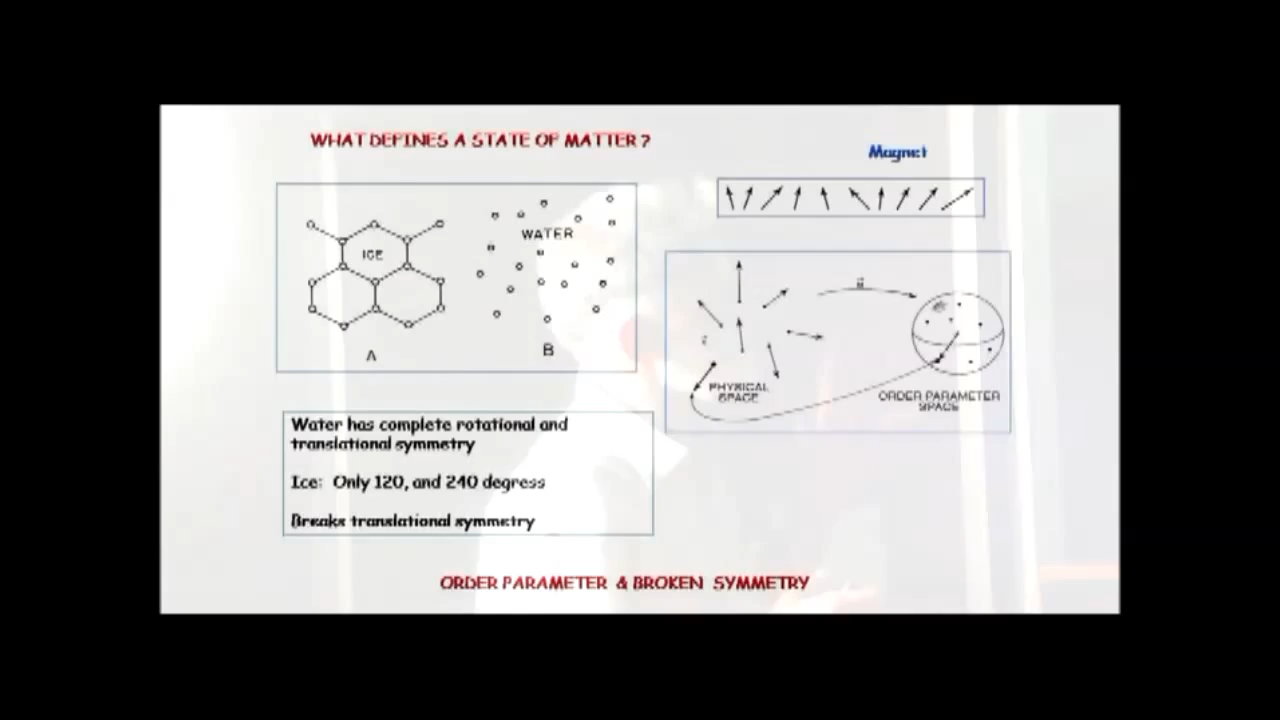 WHAT DEFINES A STATE OF MATTER ?
Magnet
ICE
WATER
A
B
PHYSICAL
SPACE
ORDER PARAMETER
SPACE
Water has complete rotational and
translational symmetry
Ice: Only 120, and 240 degress
Breaks translational symmetry
ORDER PARAMETER & BROKEN SYMMETRY